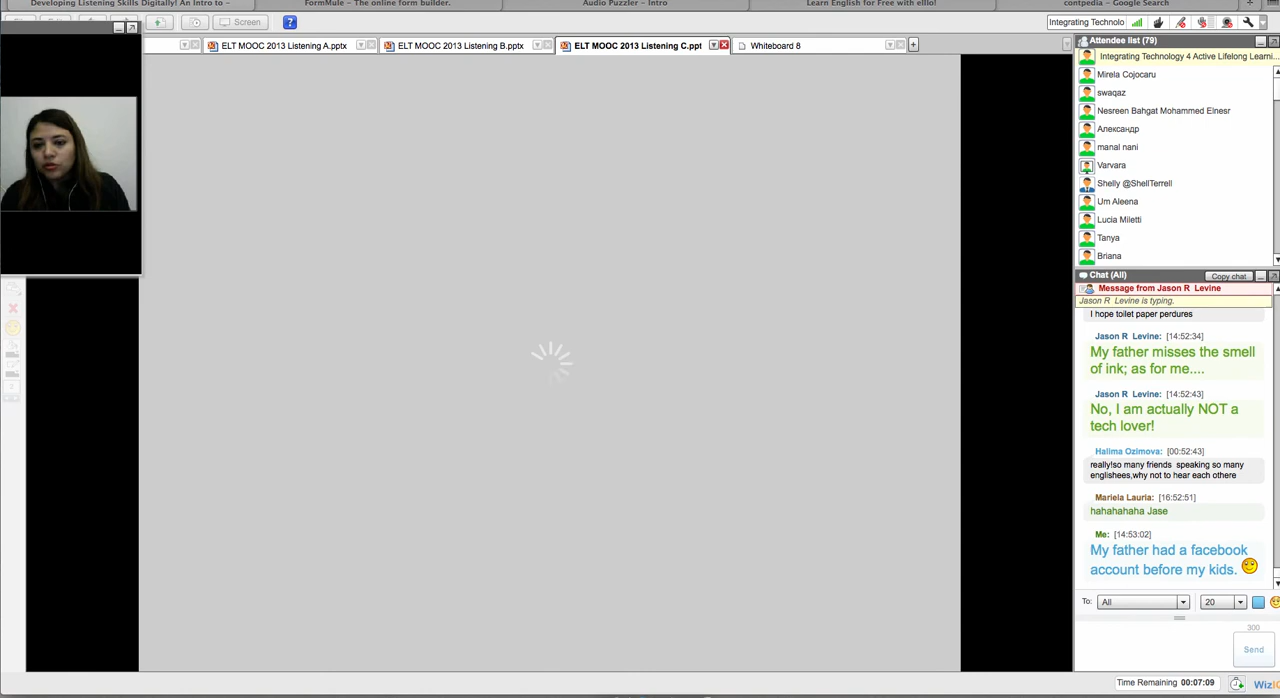 Developing Listening Skills Digitally! An Intro to -
FormMule - The online form builder.
Audio Puzzler - Intro
Learn English for Free with elllo!
contpedia - Google Search
Screen
Integrating Technolo
ELT MOOC 2013 Listening A.pptx
ELT MOOC 2013 Listening B.pptx
ELT MOOC 2013 Listening C.ppt
Whiteboard 8
Attendee list (79)
Integrating Technology 4 Active Lifelong Learni...
Mirela Cojocaru
swaqaz
Nesreen Bahgat Mohammed Elnesr
Александр
manal nani
Varvara
Shelly @ShellTerrell
Um Aleena
Lucia Miletti
Tanya
Briana
Chat (All)
Copy chat
Message from Jason R Levine
Jason R Levine is typing.
I hope toilet paper perdures
Jason R Levine: [14:52:34]
My father misses the smell
of ink; as for me....
Jason R Levine: [14:52:43]
No, I am actually NOT a
tech lover!
Halima Ozimova: [00:52:43]
really!so many friends speaking so many
englishees,why not to hear each othere
Mariela Lauria: [16:52:51]
hahahahaha Jase
Me: [14:53:02]
My father had a facebook
account before my kids.
To: All 20
300
Send
Time Remaining 00:07:09